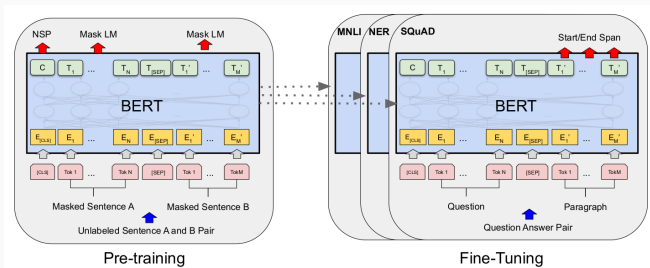 NSP Mask LM Mask LM
C T1 ... TN T[SEP] T1' ... TM'
BERT
E[CLS] E1 ... EN E[SEP] E1' ... EM'
[CLS] Tok 1 ... Tok N [SEP] Tok 1 ... TokM
Masked Sentence A Masked Sentence B
Unlabeled Sentence A and B Pair
Pre-training
MNLI NER SQuAD
Start/End Span
C T1 ... TN T[SEP] T1' ... TM'
BERT
E[CLS] E1 ... EN E[SEP] E1' ... EM'
[CLS] Tok 1 ... Tok N [SEP] Tok 1 ... TokM
Question Paragraph
Question Answer Pair
Fine-Tuning